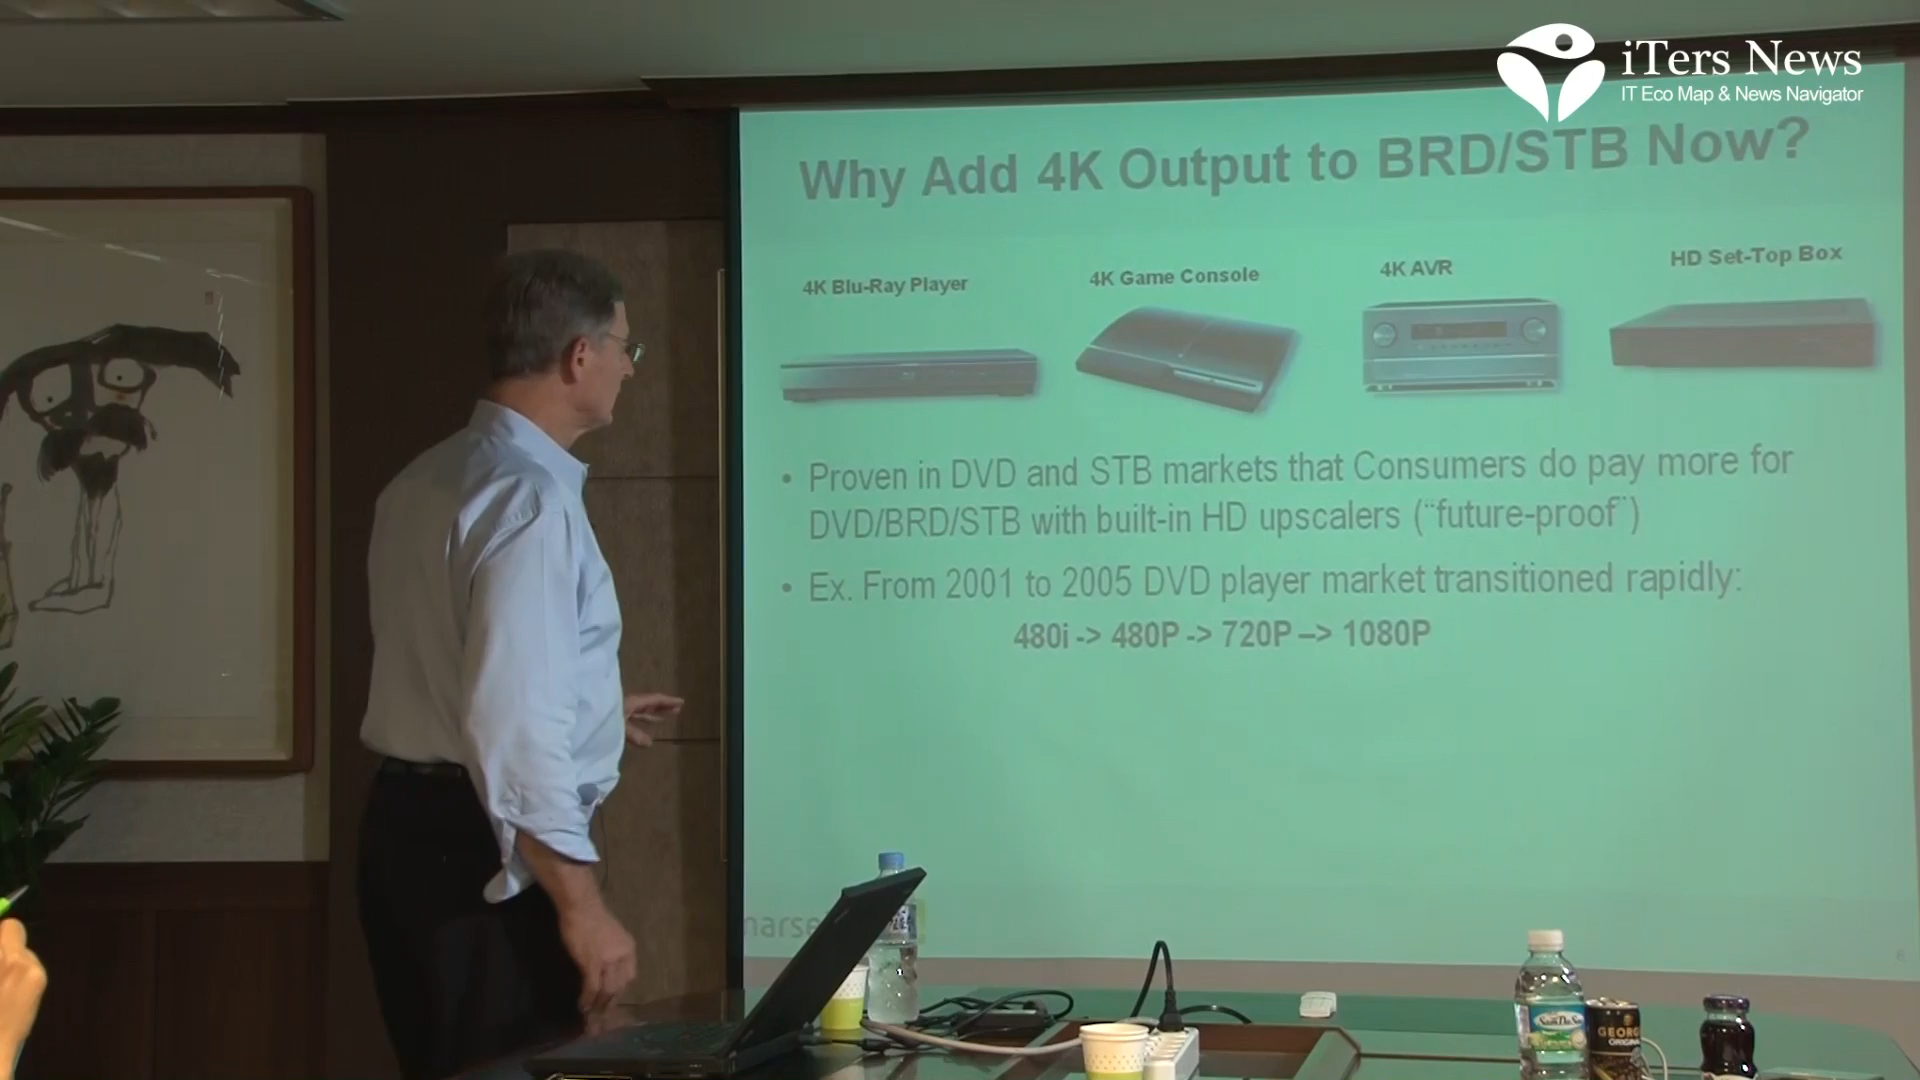 iTers News
IT Eco Map & News Navigator
Why Add 4K Output to BRD/STB Now?
4K Blu-Ray Player
4K Game Console
4K AVR
HD Set-Top Box
• Proven in DVD and STB markets that Consumers do pay more for
DVD/BRD/STB with built-in HD upscalers ("future-proof")
• Ex. From 2001 to 2005 DVD player market transitioned rapidly:
480i -> 480P -> 720P –> 1080P
GEORG
ORIGINAL